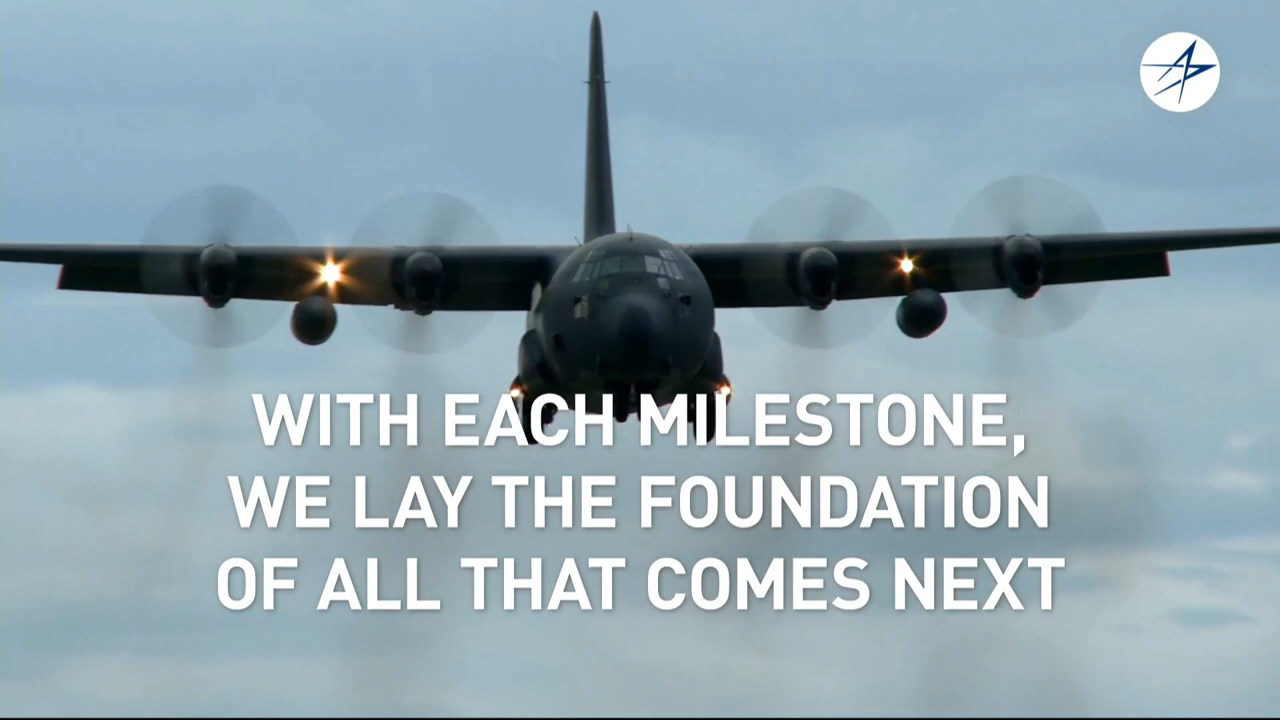 WITH EACH MILESTONE,
WE LAY THE FOUNDATION
OF ALL THAT COMES NEXT